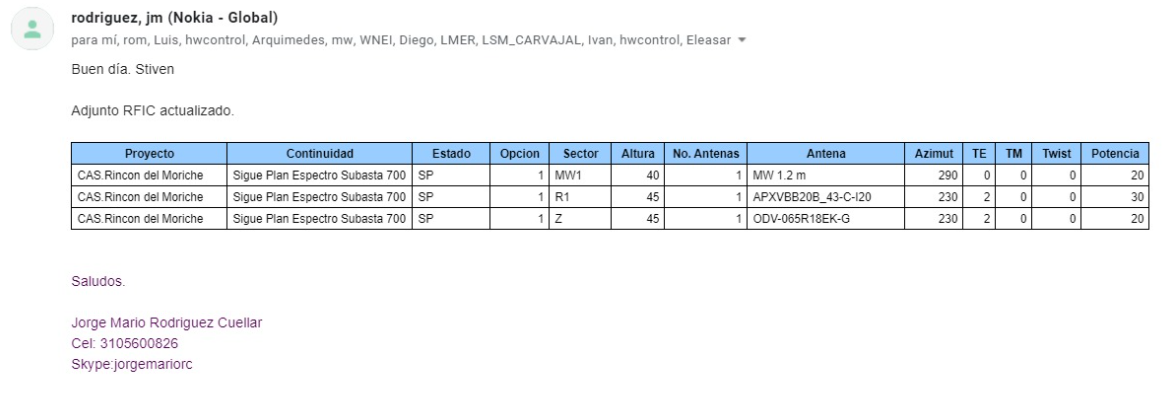 rodriguez, jm (Nokia - Global)
para mí, rom, Luis, hwcontrol, Arquimedes, mw, WNEI, Diego, LMER, LSM_CARVAJAL, Ivan, hwcontrol, Eleasar
Buen día. Stiven
Adjunto RFIC actualizado.
Proyecto Continuidad Estado Opcion Sector Altura No. Antenas Antena Azimut TE TM Twist Potencia
CAS.Rincon del Moriche Sigue Plan Espectro Subasta 700 SP 1 MW1 40 1 MW 1.2 m 290 0 0 0 20
CAS.Rincon del Moriche Sigue Plan Espectro Subasta 700 SP 1 R1 45 1 APXVBB20B_43-C-I20 230 2 0 0 30
CAS.Rincon del Moriche Sigue Plan Espectro Subasta 700 SP 1 Z 45 1 ODV-065R18EK-G 230 2 0 0 20
Saludos.
Jorge Mario Rodriguez Cuellar
Cel: 3105600826
Skype:jorgemariorc